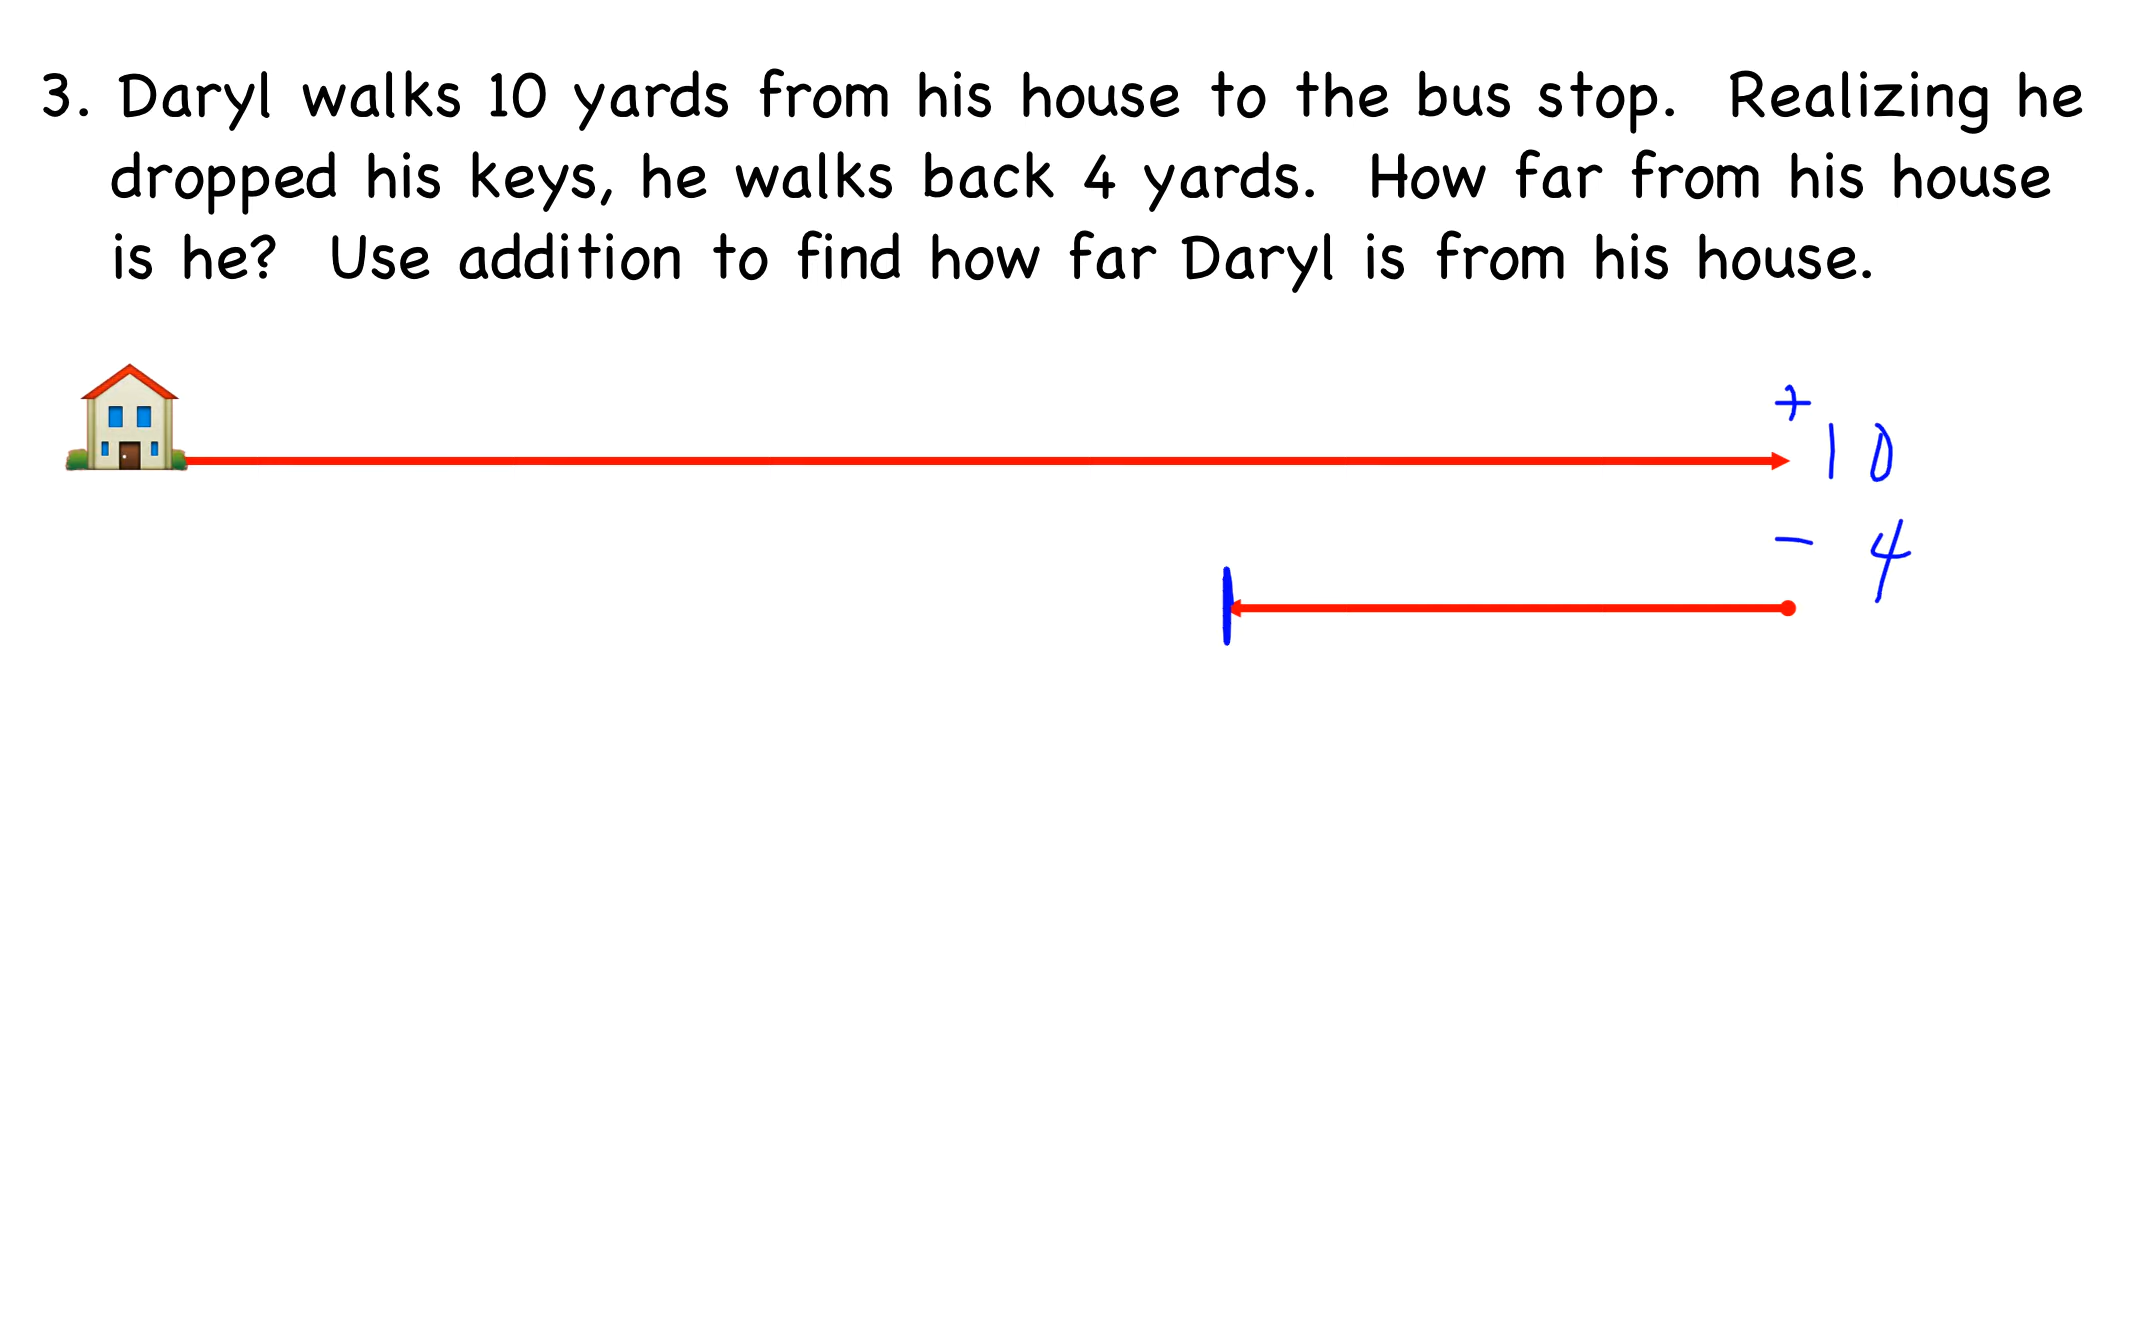 3. Daryl walks 10 yards from his house to the bus stop. Realizing he
dropped his keys, he walks back 4 yards. How far from his house
is he? Use addition to find how far Daryl is from his house.
+10
- 4